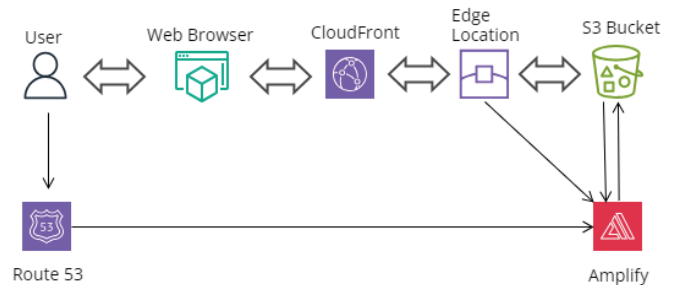 User
Web Browser
CloudFront
Edge
Location
S3 Bucket
53
Route 53
Amplify